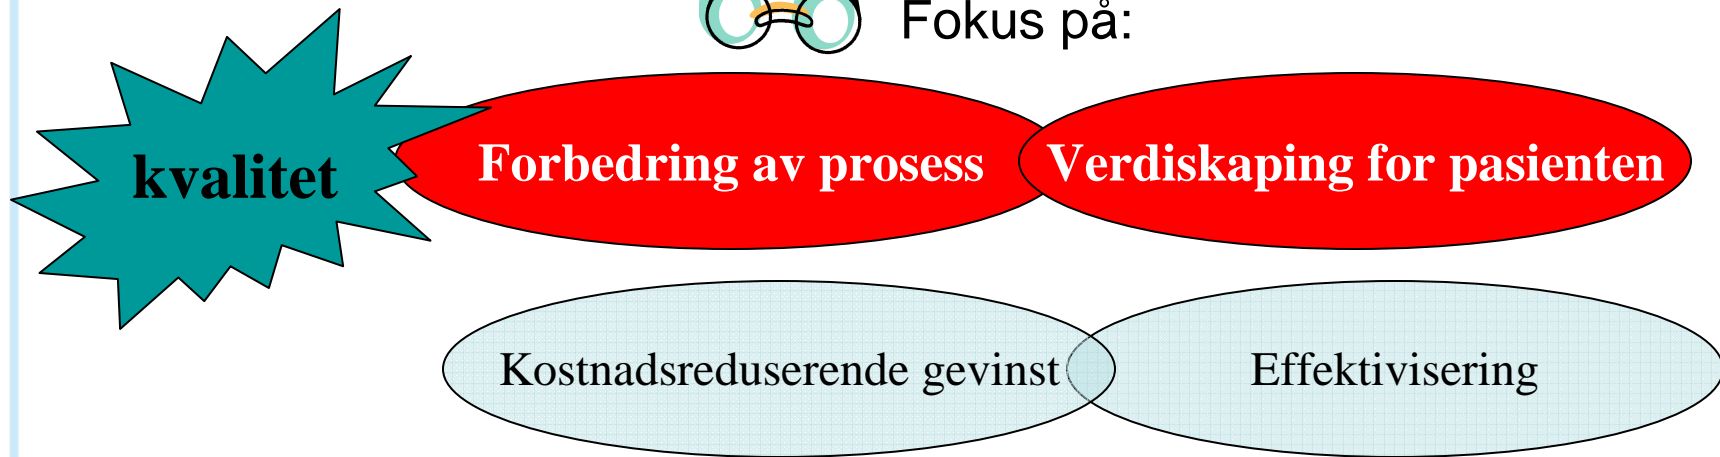 Fokus på:
kvalitet
Forbedring av prosess
Verdiskaping for pasienten
Kostnadsreduserende gevinst
Effektivisering